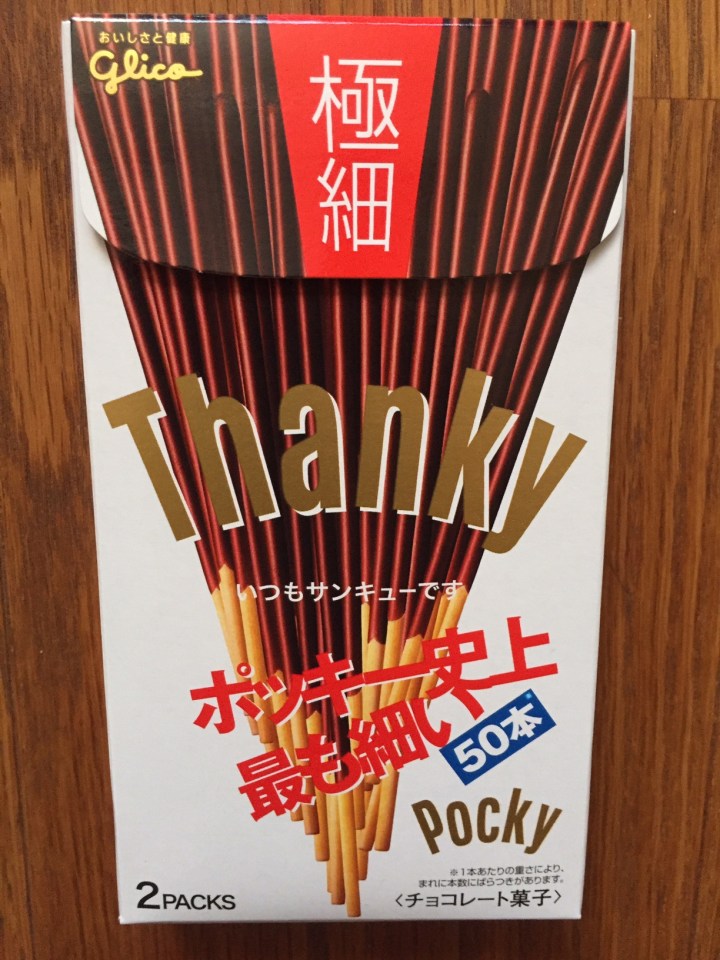 おいしさと健康
glico
極細
Thanky
いつもサンキューです
ポッキー史上
最も細い〜
50本※
Pocky
※1本あたりの重さにより、
まれに本数にばらつきがあります。
2PACKS
〈チョコレート菓子〉